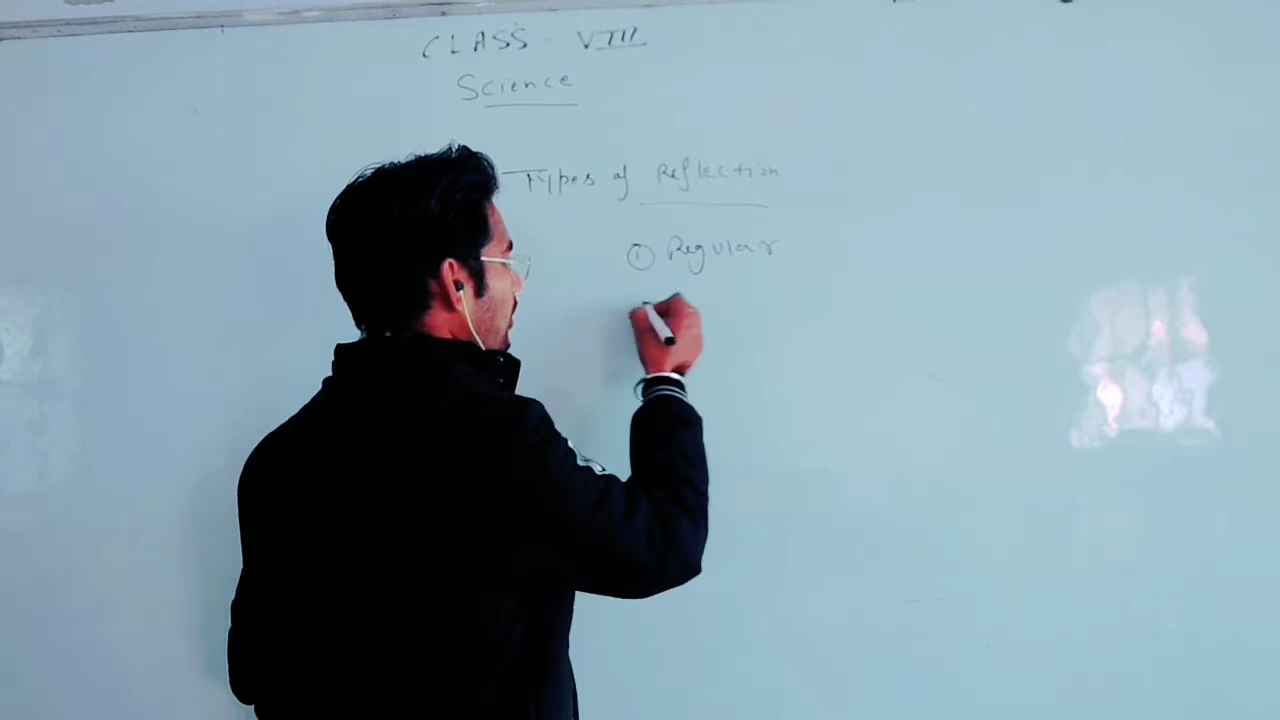 CLASS - VIII
Science
Types of Reflection
① Regular